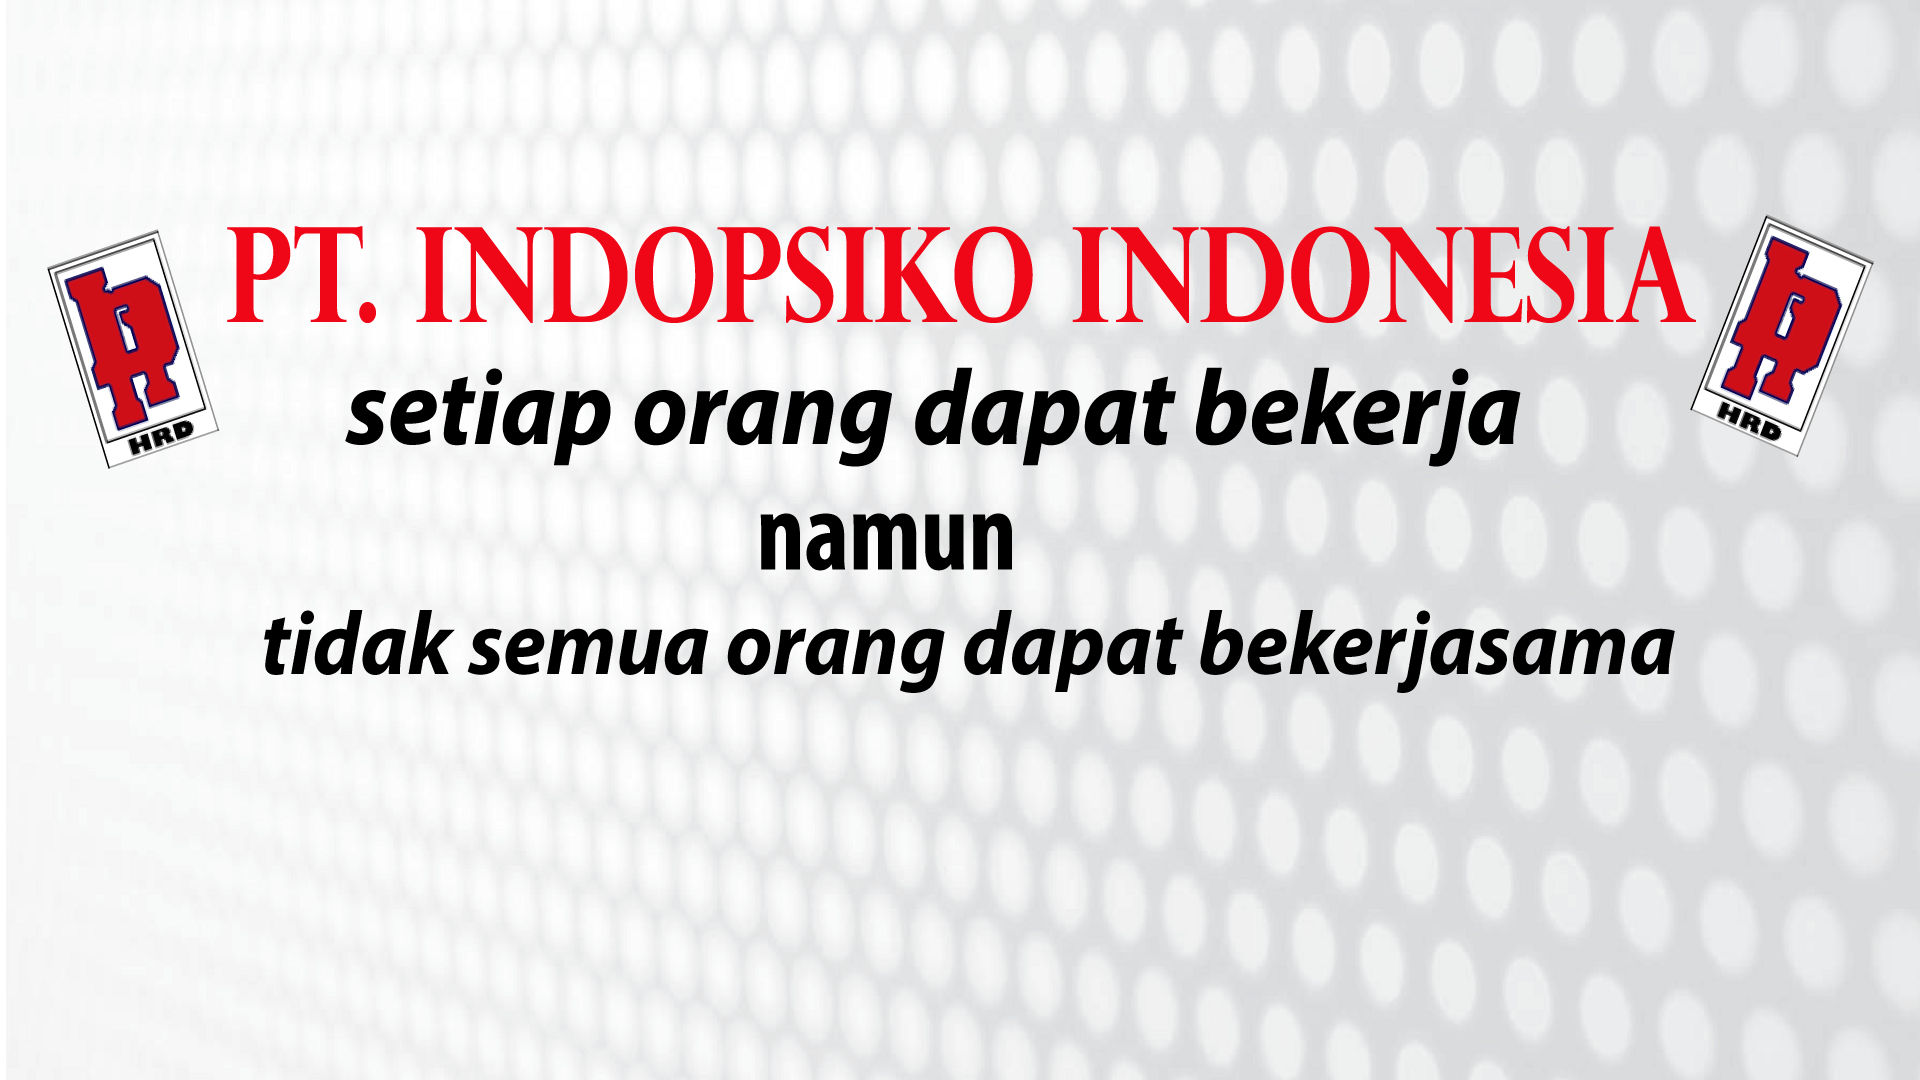 PT. INDOPSIKO INDONESIA
HRD
HRD
setiap orang dapat bekerja
namun
tidak semua orang dapat bekerjasama